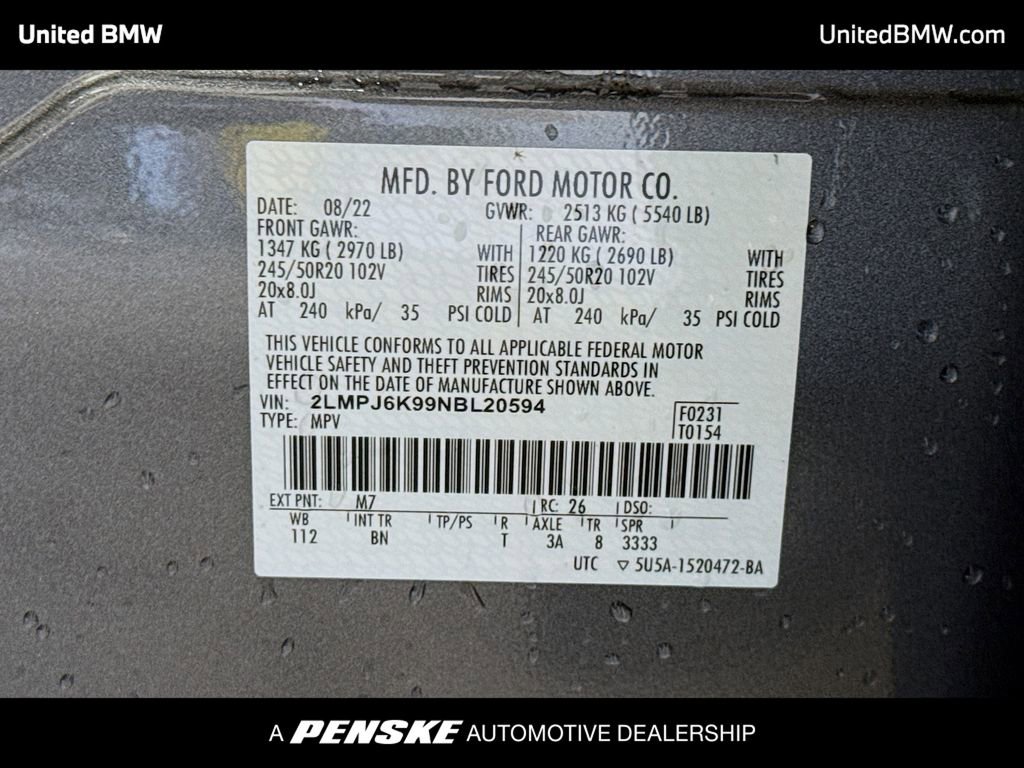 United BMW
UnitedBMW.com
MFD. BY FORD MOTOR CO.
DATE: 08/22 GVWR: 2513 KG ( 5540 LB)
FRONT GAWR: REAR GAWR:
1347 KG ( 2970 LB) WITH 1220 KG ( 2690 LB) WITH
245/50R20 102V TIRES 245/50R20 102V TIRES
20x8.0J RIMS 20x8.0J RIMS
AT 240 kPa/ 35 PSI COLD AT 240 kPa/ 35 PSI COLD
THIS VEHICLE CONFORMS TO ALL APPLICABLE FEDERAL MOTOR
VEHICLE SAFETY AND THEFT PREVENTION STANDARDS IN
EFFECT ON THE DATE OF MANUFACTURE SHOWN ABOVE.
VIN: 2LMPJ6K99NBL20594 F0231
TYPE: MPV T0154
EXT PNT: M7 RC: 26 DSO:
WB INT TR TP/PS R AXLE TR SPR
112 BN T 3A 8 3333
UTC ▽ 5U5A-1520472-BA
A PENSKE AUTOMOTIVE DEALERSHIP